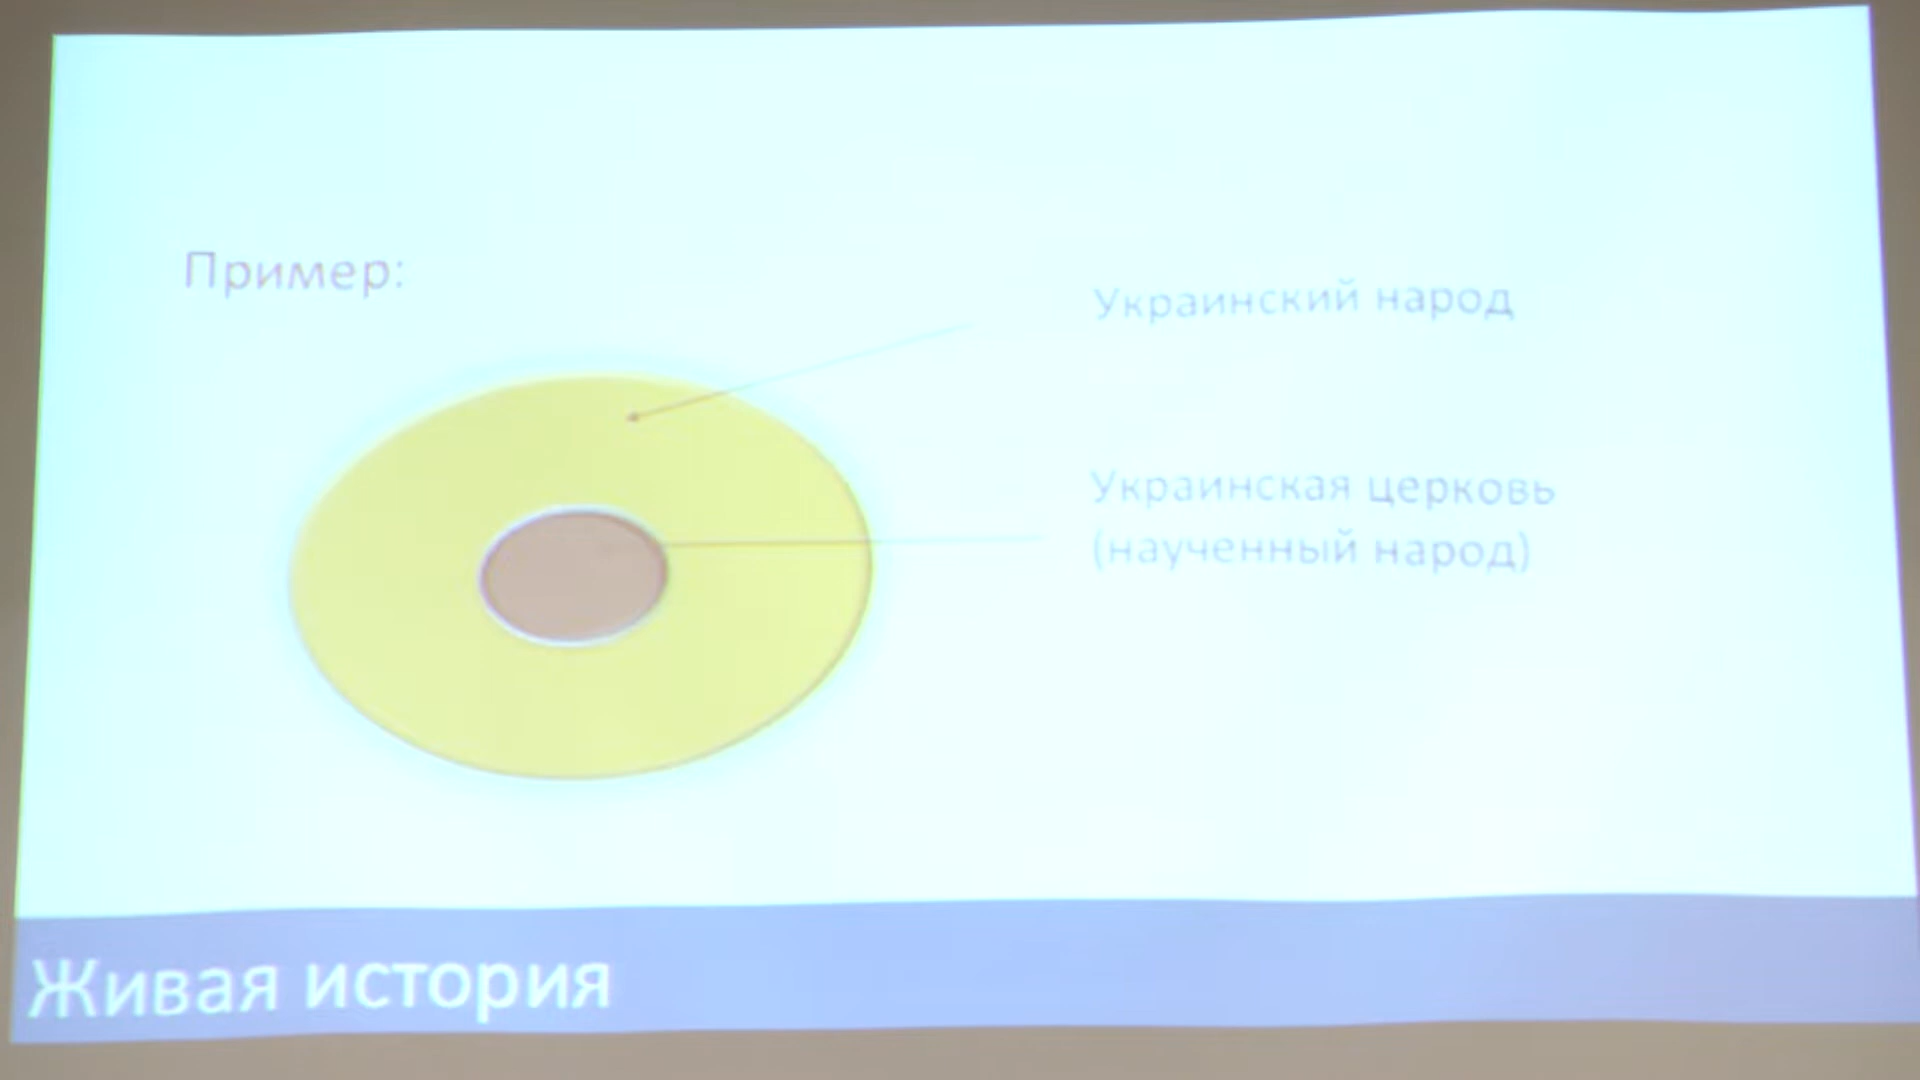 Пример:
Украинский народ
Украинская церковь
(наученный народ)
Живая история